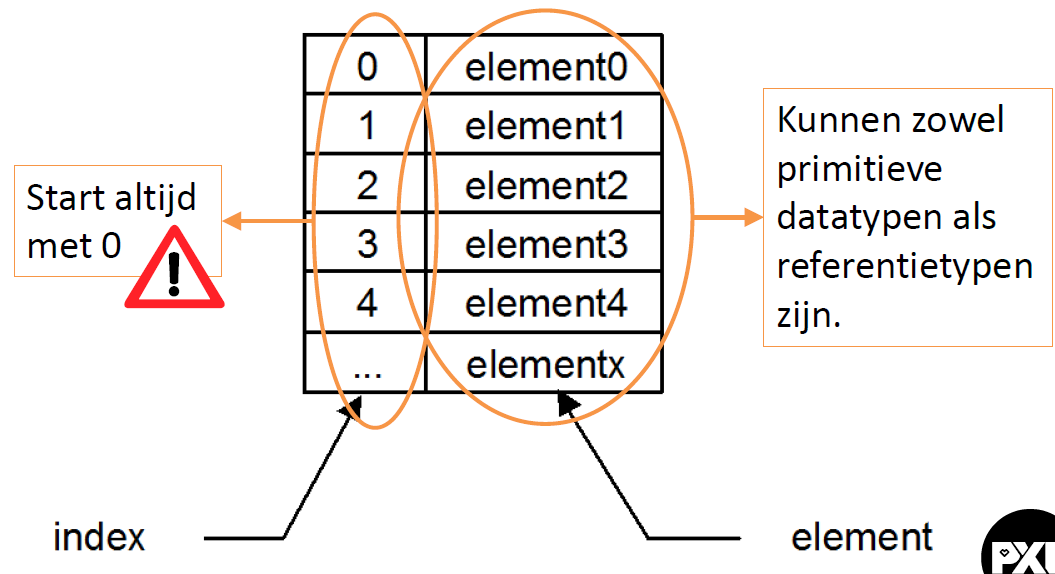 0 element0
1 element1
2 element2
3 element3
4 element4
... elementx
Start altijd
met 0
!
Kunnen zowel
primitieve
datatypen als
referentietypen
zijn.
index
element
PXL